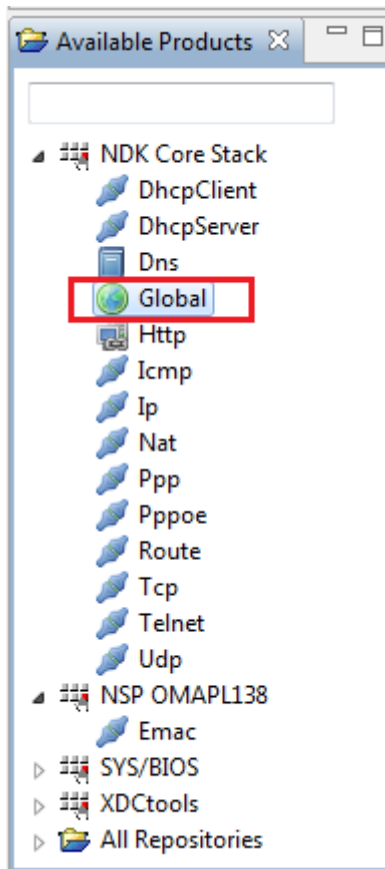 Available Products
NDK Core Stack
DhcpClient
DhcpServer
Dns
Global
Http
Icmp
Ip
Nat
Ppp
Pppoe
Route
Tcp
Telnet
Udp
NSP OMAPL138
Emac
SYS/BIOS
XDCtools
All Repositories